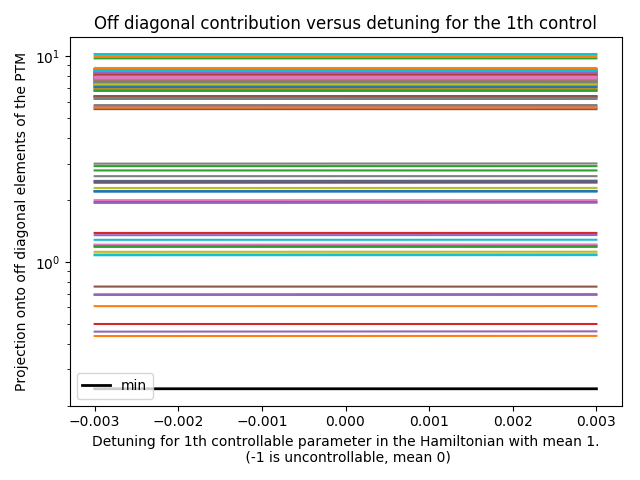 Off diagonal contribution versus detuning for the 1th control
Projection onto off diagonal elements of the PTM
10¹
10⁰
min
−0.003 −0.002 −0.001 0.000 0.001 0.002 0.003
Detuning for 1th controllable parameter in the Hamiltonian with mean 1.
(-1 is uncontrollable, mean 0)